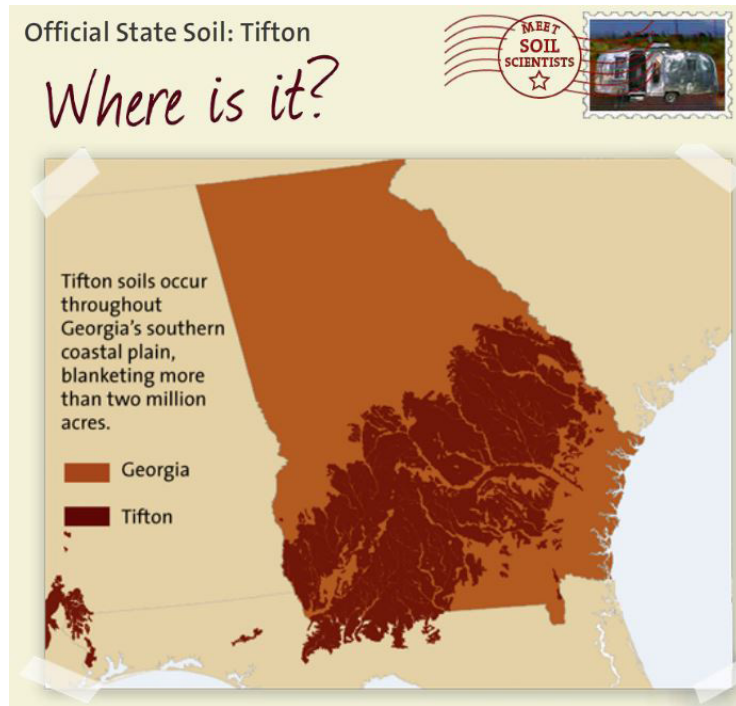 Official State Soil: Tifton
MEET
SOIL
SCIENTISTS
Where is it?
Tifton soils occur
throughout
Georgia's southern
coastal plain,
blanketing more
than two million
acres.
Georgia
Tifton